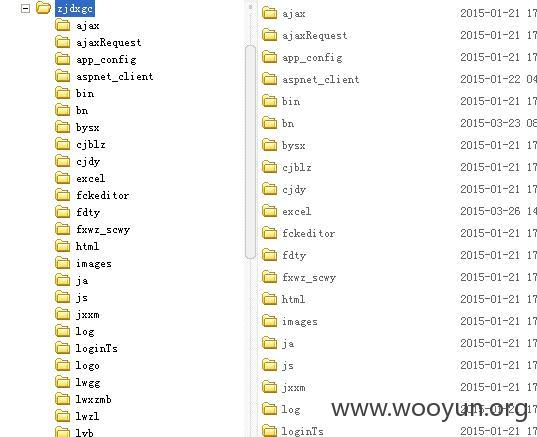 zjdxgc
ajax
ajaxRequest
app_config
aspnet_client
bin
bn
bysx
cjblz
cjdy
excel
fckeditor
fdty
fxwz_scwy
html
images
ja
js
jxxm
log
loginTs
logo
lwgg
lwxzmb
lwzl
lyb
ajax 2015-01-21 17
ajaxRequest 2015-01-21 17
app_config 2015-01-21 17
aspnet_client 2015-01-22 04
bin 2015-01-21 17
bn 2015-03-23 08
bysx 2015-01-21 17
cjblz 2015-01-21 17
cjdy 2015-01-21 17
excel 2015-03-26 14
fckeditor 2015-01-21 17
fdty 2015-01-21 17
fxwz_scwy 2015-01-21 17
html 2015-01-21 17
images 2015-01-21 17
ja 2015-01-21 17
js 2015-01-21 17
jxxm 2015-01-21 17
log
www.wooyun.org
loginTs 2015-01-21 17